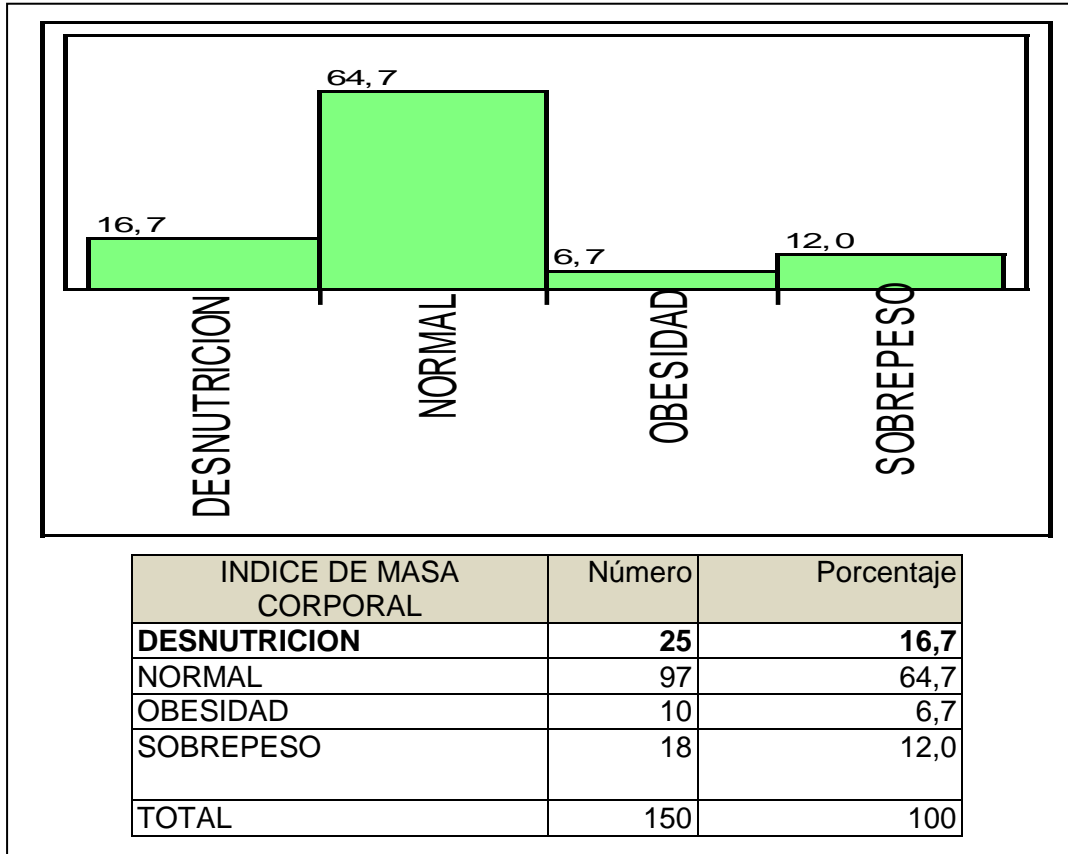 64,7
16,7
12,0
6,7
DESNUTRICION
NORMAL
OBESIDAD
SOBREPESO
INDICE DE MASA CORPORAL Número Porcentaje
DESNUTRICION 25 16,7
NORMAL 97 64,7
OBESIDAD 10 6,7
SOBREPESO 18 12,0
TOTAL 150 100